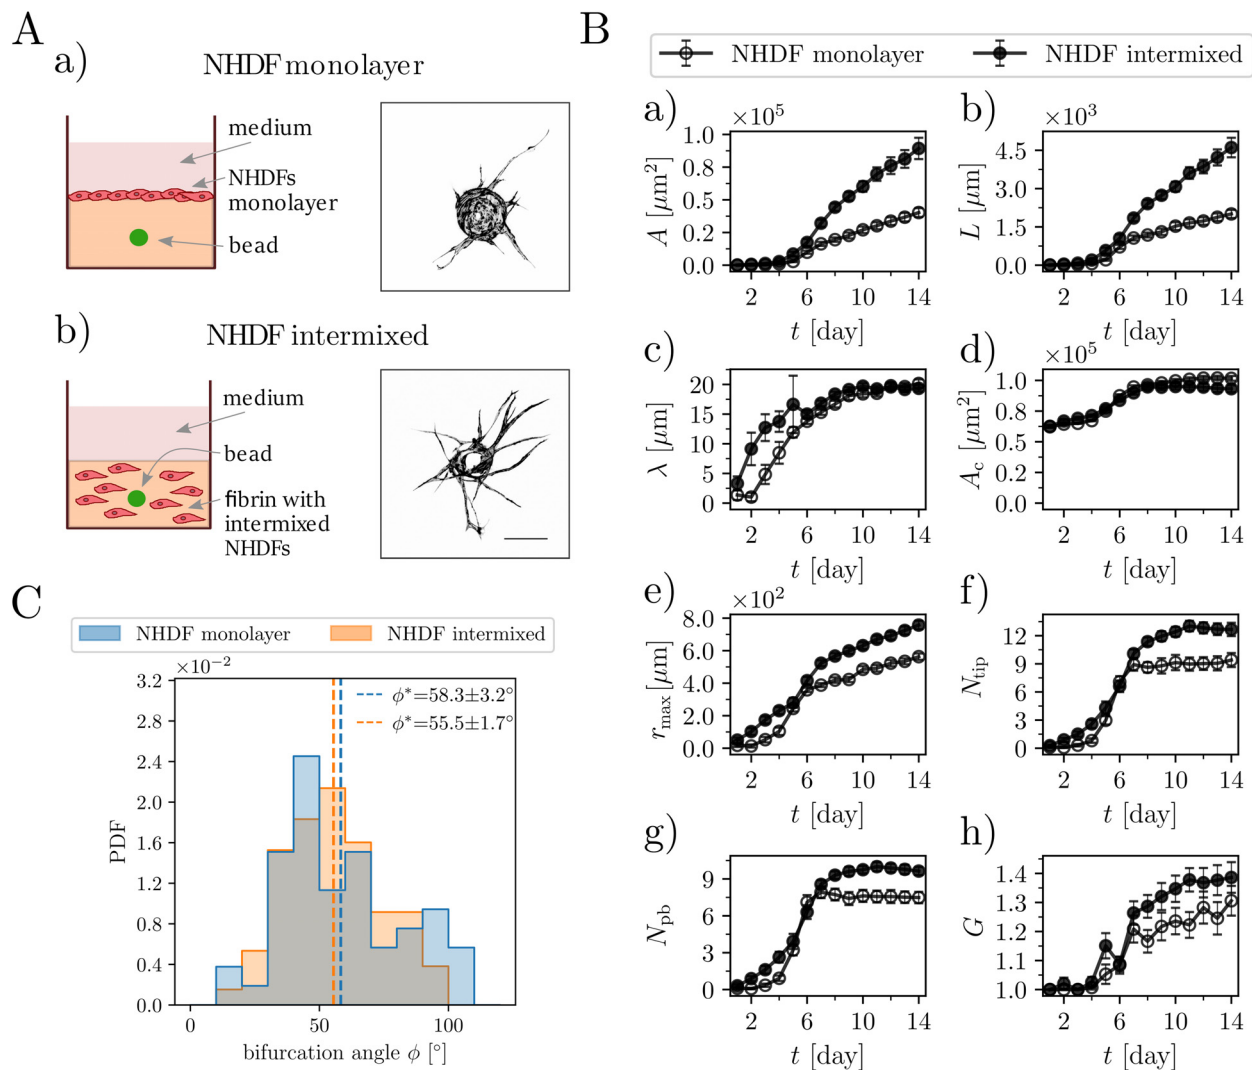 A
a)
NHDF monolayer
medium
NHDFs
monolayer
bead
b)
NHDF intermixed
medium
bead
fibrin with
intermixed
NHDFs
B
NHDF monolayer
NHDF intermixed
a)
×10⁵
A [μm²]
1.0
0.8
0.5
0.2
0.0
2 6 10 14
t [day]
b)
×10³
L [μm]
4.5
3.0
1.5
0.0
2 6 10 14
t [day]
c)
λ [μm]
20
15
10
5
0
2 6 10 14
t [day]
d)
×10⁵
A_c [μm²]
1.0
0.8
0.5
0.2
0.0
2 6 10 14
t [day]
e)
×10²
r_max [μm]
8.0
6.0
4.0
2.0
0.0
2 6 10 14
t [day]
f)
N_tip
12
9
6
3
0
2 6 10 14
t [day]
g)
N_pb
9
6
3
0
2 6 10 14
t [day]
h)
G
1.4
1.3
1.2
1.1
1.0
2 6 10 14
t [day]
C
NHDF monolayer
NHDF intermixed
×10⁻²
ϕ*=58.3±3.2°
ϕ*=55.5±1.7°
PDF
3.2
2.8
2.4
2.0
1.6
1.2
0.8
0.4
0.0
0 50 100
bifurcation angle ϕ [°]